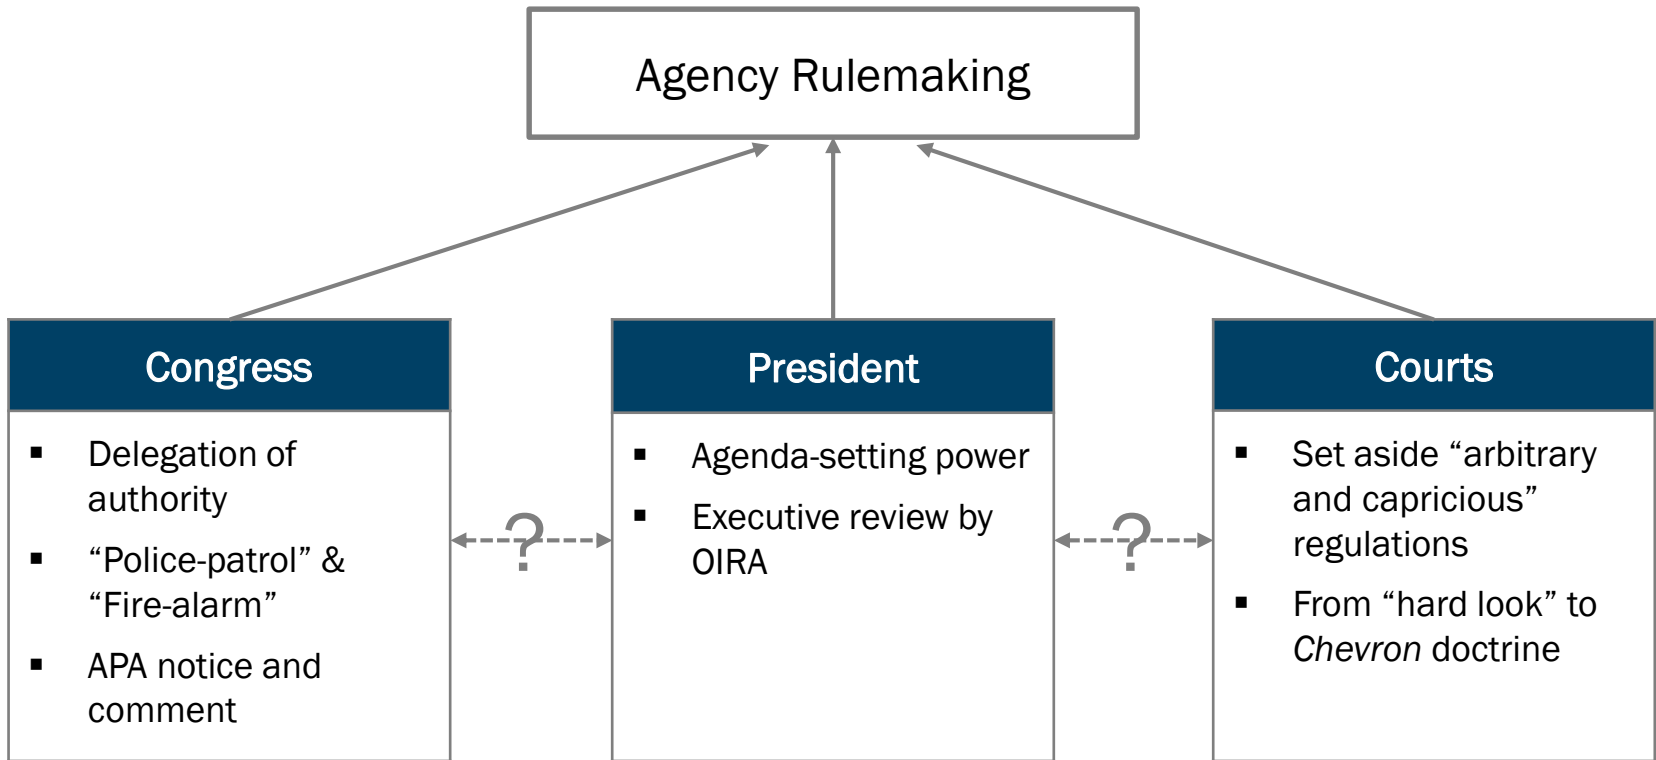 Agency Rulemaking
Congress
▪ Delegation of
authority
▪ “Police-patrol” &
“Fire-alarm”
▪ APA notice and
comment
?
President
▪ Agenda-setting power
▪ Executive review by
OIRA
?
Courts
▪ Set aside “arbitrary
and capricious”
regulations
▪ From “hard look” to
Chevron doctrine